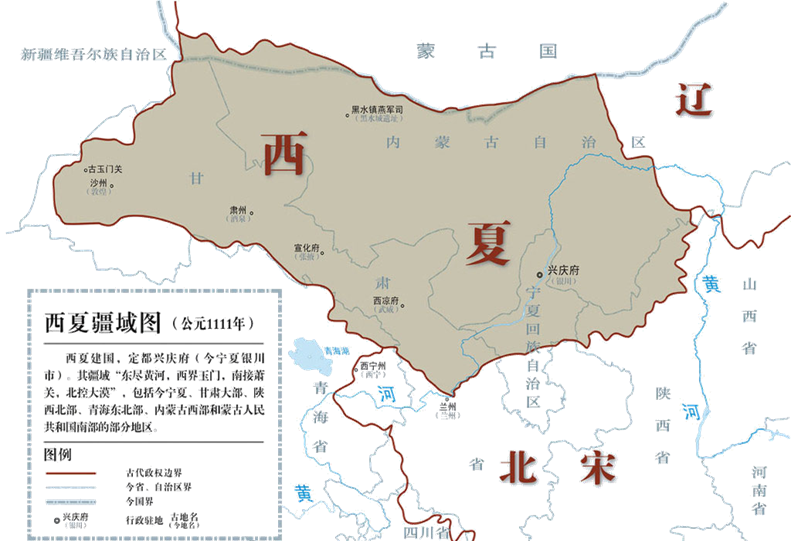 新疆维吾尔族自治区
蒙古国
辽
黑水镇燕军司
(黑水城遗址)
西
内蒙古自治区
古玉门关
沙州
(敦煌)
甘
肃州
(酒泉)
夏
宣化府
(张掖)
肃
兴庆府
(银川)
西凉府
(武威)
宁夏回族自治区
黄
山西省
西夏疆域图(公元1111年)
西夏建国,定都兴庆府(今宁夏银川
市)。其疆域“东尽黄河,西界玉门,南接萧
关,北控大漠”,包括今宁夏、甘肃大部、陕
西北部、青海东北部、内蒙古西部和蒙古人民
共和国南部的部分地区。
图例
古代政权边界
今省、自治区界
今国界
兴庆府
(银川)
行政驻地 古地名
(今地名)
青海湖
西宁州
(西宁)
青海省
河
兰州
(兰州)
陕西省
河
省
北宋
河南省
黄
四川省